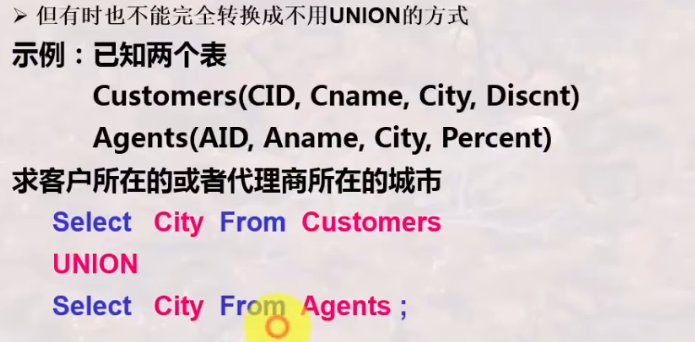 ➢ 但有时也不能完全转换成不用UNION的方式
示例：已知两个表
Customers(CID, Cname, City, Discnt)
Agents(AID, Aname, City, Percent)
求客户所在的或者代理商所在的城市
Select City From Customers
UNION
Select City From Agents ;